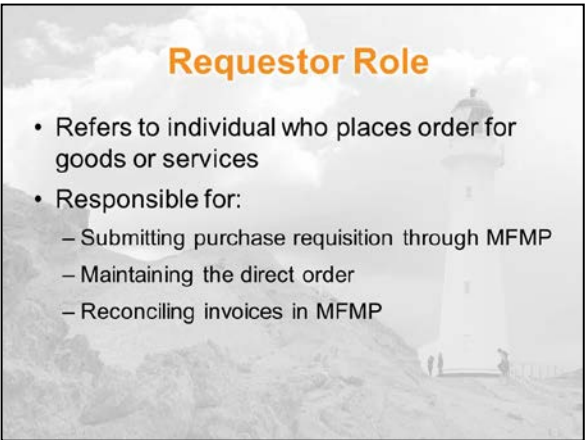 Requestor Role
• Refers to individual who places order for
goods or services
• Responsible for:
– Submitting purchase requisition through MFMP
– Maintaining the direct order
– Reconciling invoices in MFMP